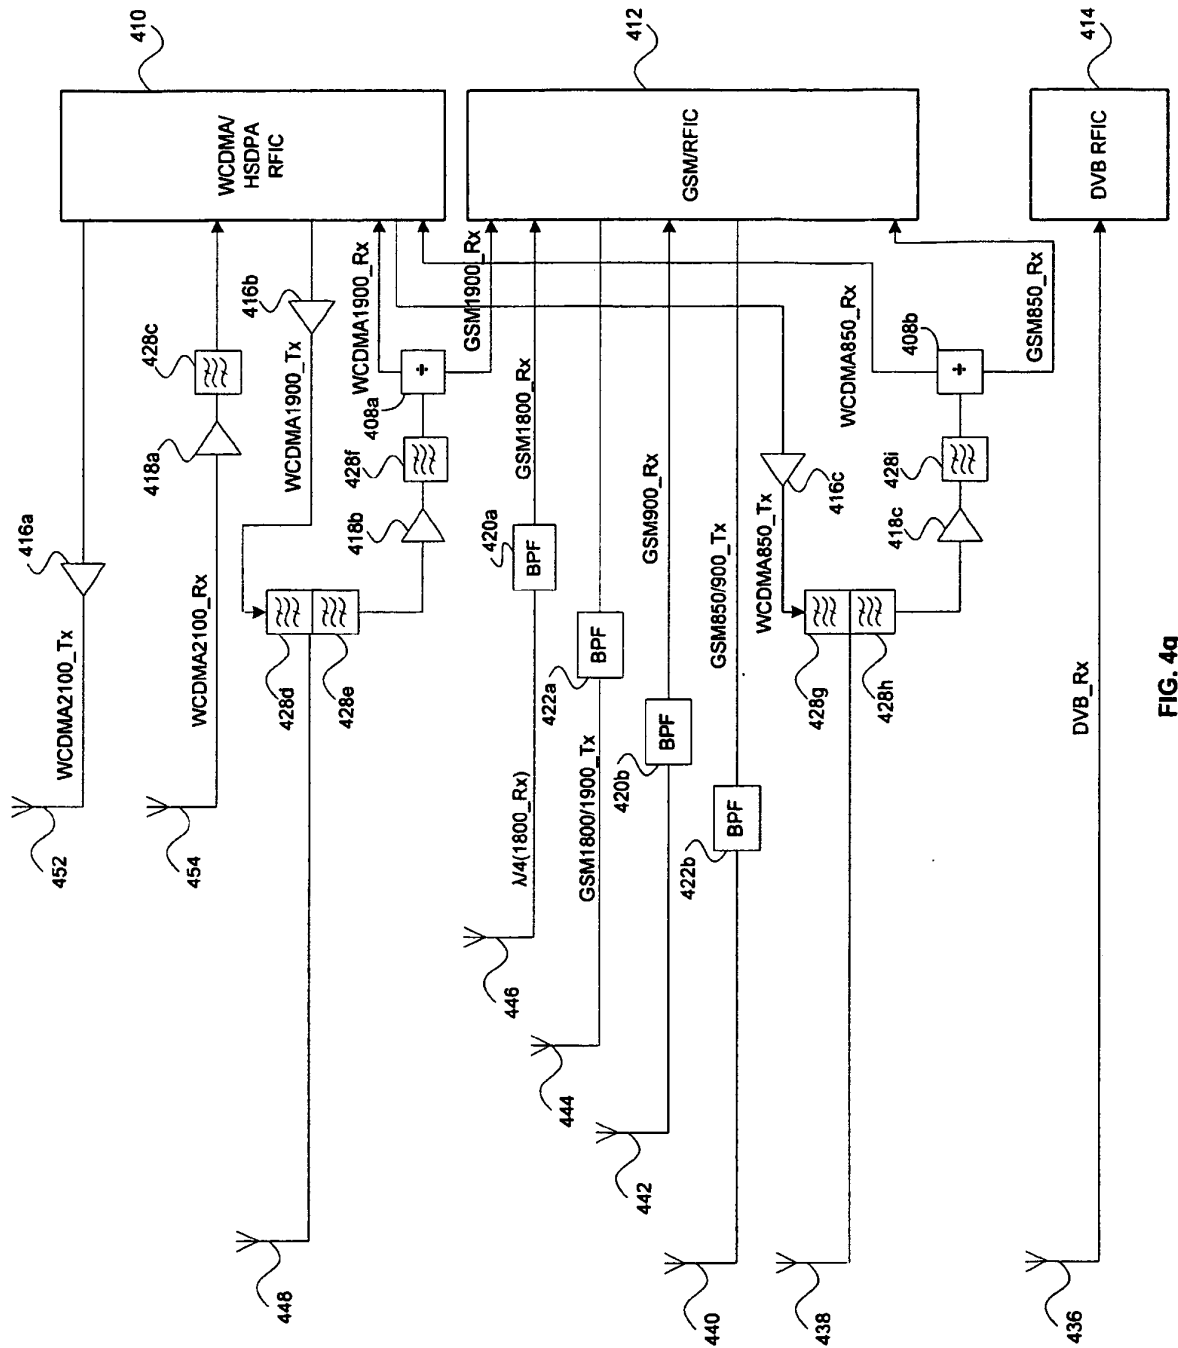 410
412
414
WCDMA/
HSDPA
RFIC
GSM/RFIC
DVB RFIC
416a
418a
428c
416b
WCDMA2100_Tx
WCDMA2100_Rx
WCDMA1900_Tx
WCDMA1900_Rx
GSM1900_Rx
408a
428f
418b
428d
428e
420a
BPF
GSM1800_Rx
λ/4(1800_Rx)
422a
BPF
GSM1800/1900_Tx
420b
BPF
GSM900_Rx
422b
BPF
GSM850/900_Tx
WCDMA850_Tx
416c
WCDMA850_Rx
408b
GSM850_Rx
428i
418c
428g
428h
DVB_Rx
÷
÷
452
454
448
446
444
442
440
438
436
FIG. 4a